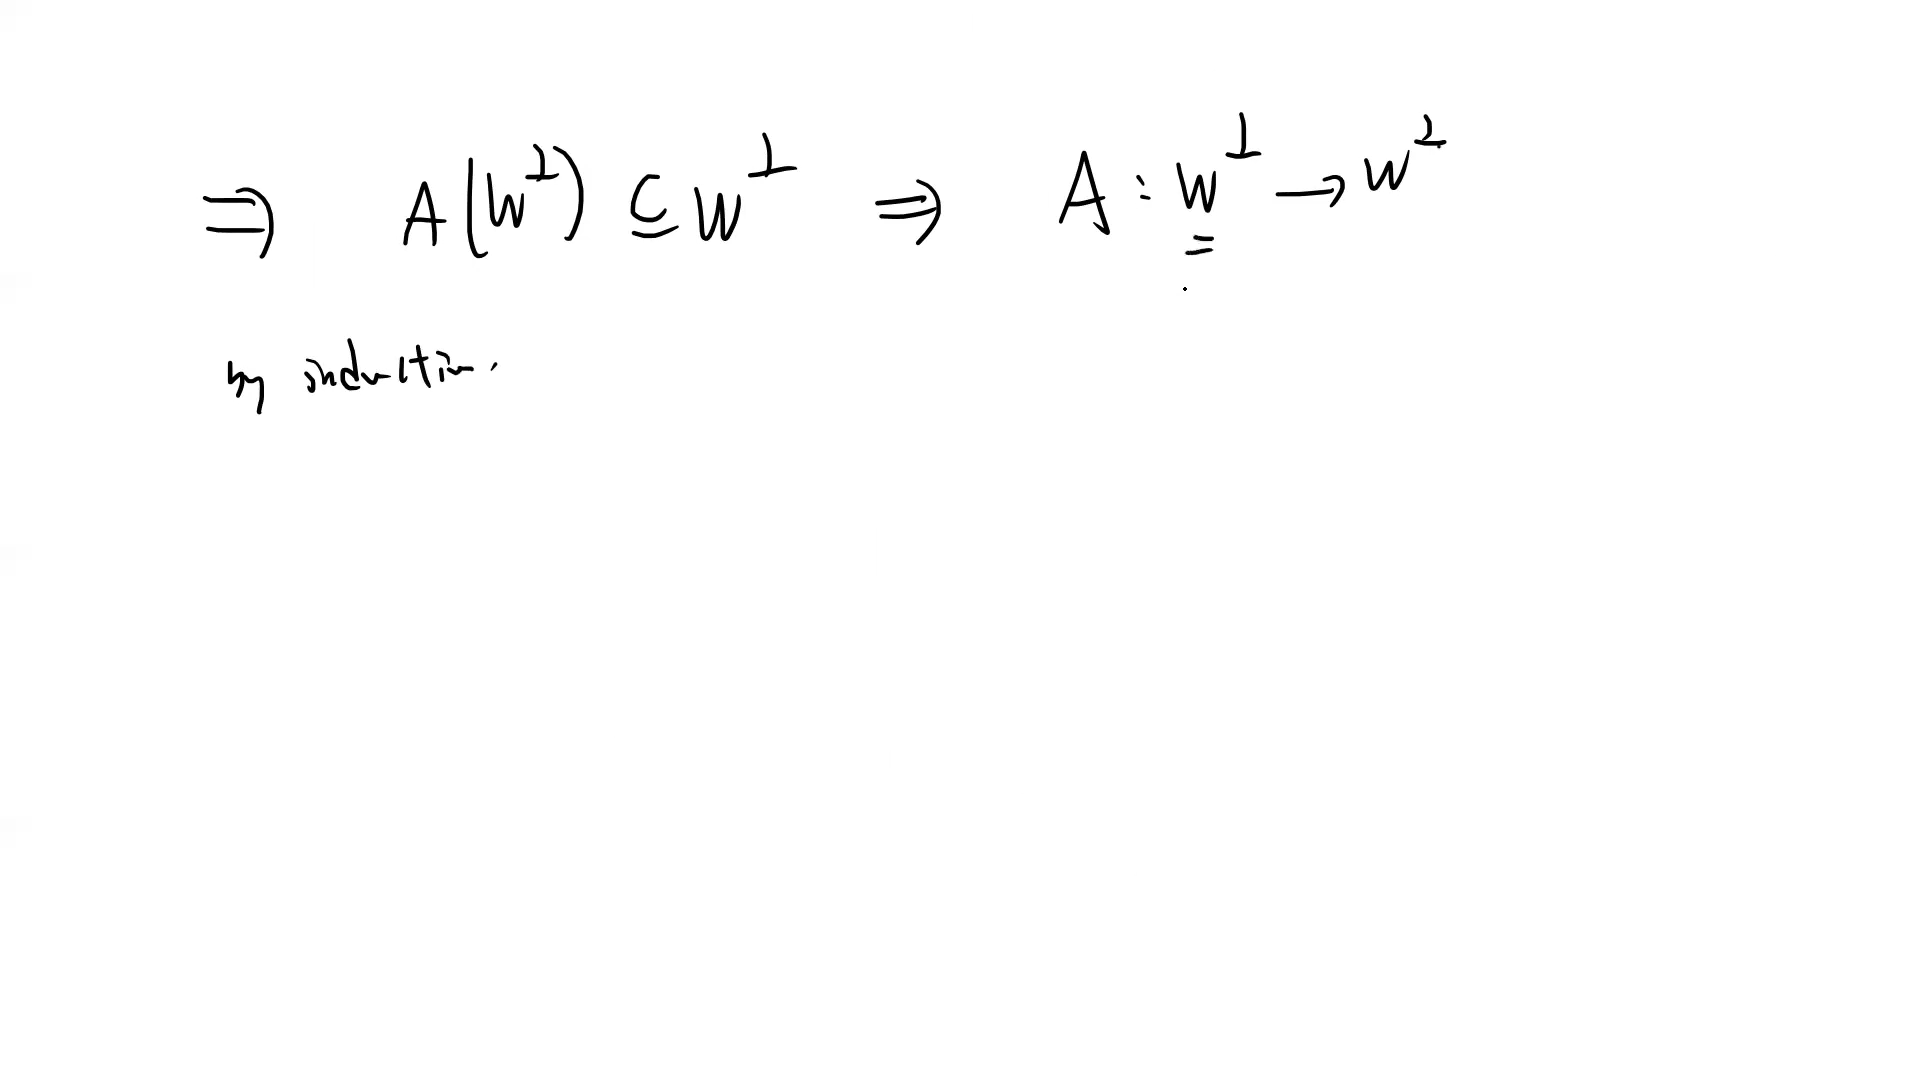 ⇒ A(W^⊥) ⊆ W^⊥ ⇒ A : W^⊥ → W^⊥
by induction.